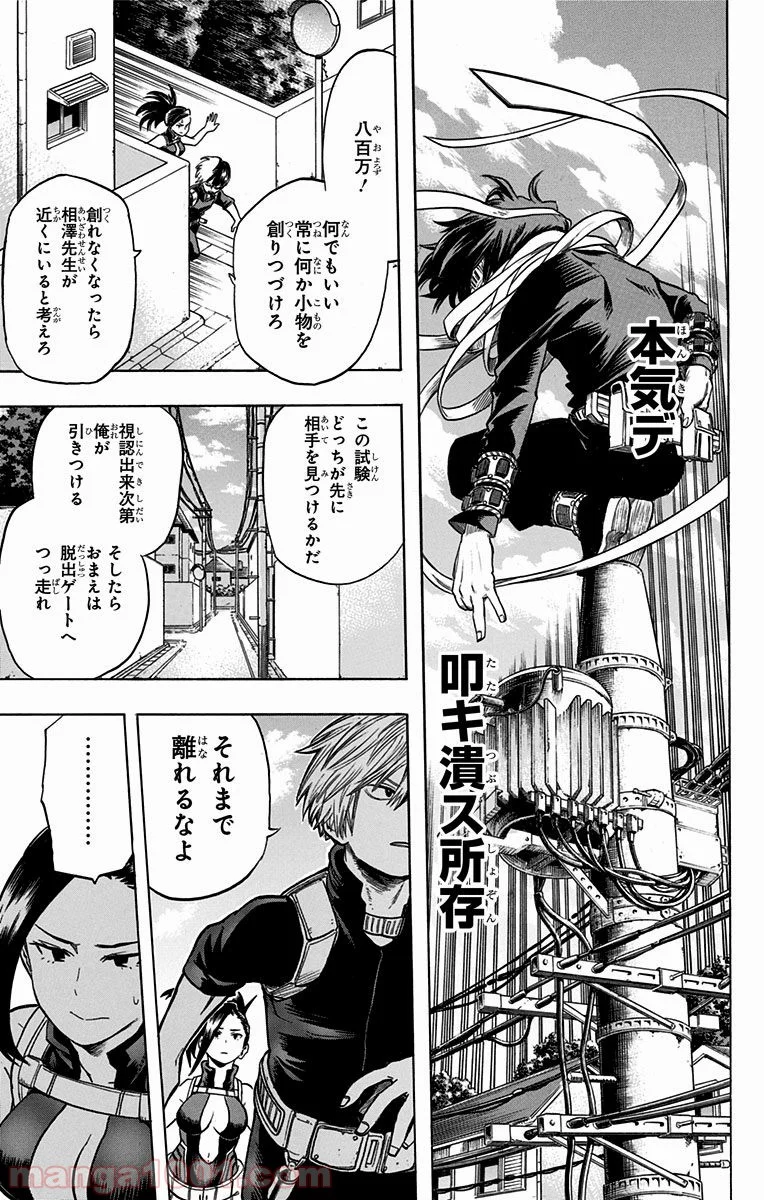 本気デ
叩キ潰ス所存
八百万!
何でもいい
常に何か小物を
創りつづけろ
創れなくなったら
相澤先生が
近くにいると考えろ
この試験
どっちが先に
相手を見つけるかだ
視認出来次第
俺が
引きつける
そしたら
おまえは
脱出ゲートへ
つっ走れ
それまで
離れるなよ
…………